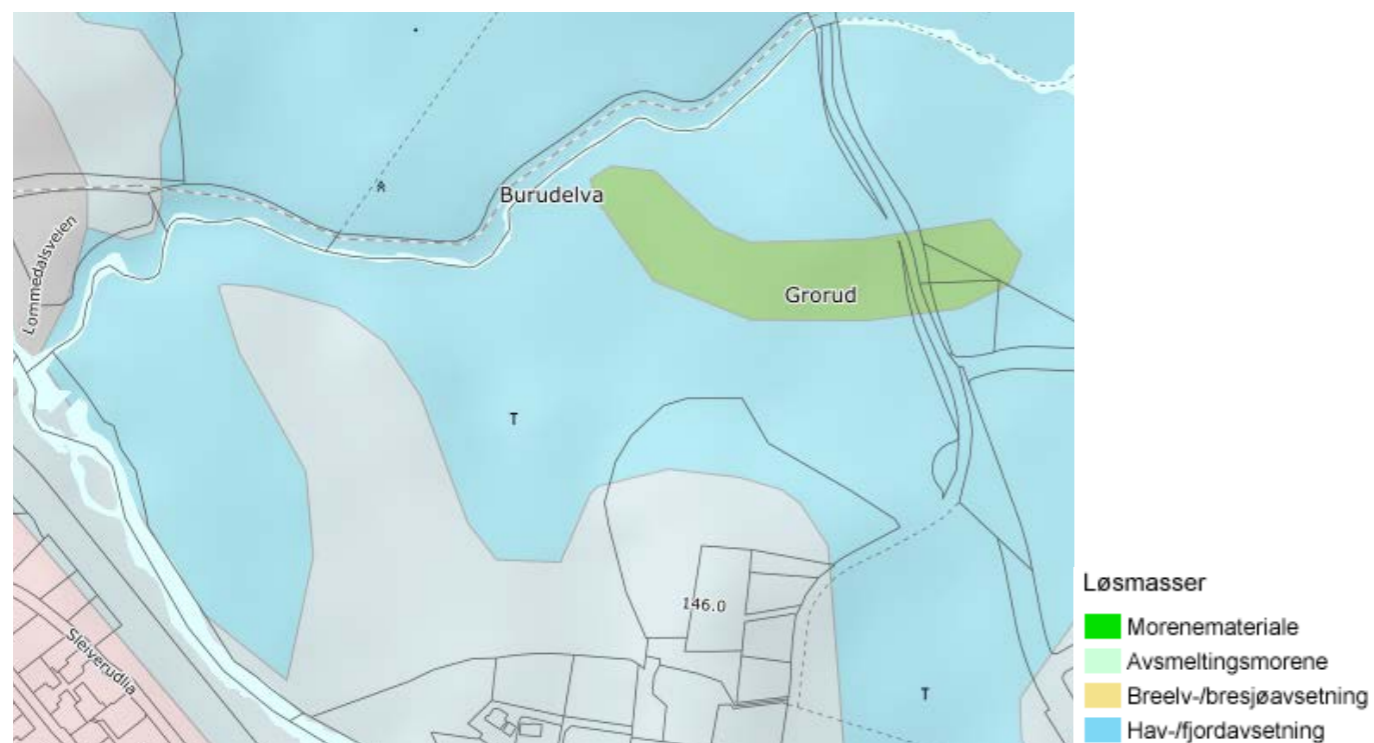 Burudelva
Lommedalsveien
Grorud
T
146.0
Sleiverudlia
T
Løsmasser
Morenemateriale
Avsmeltingsmorene
Breelv-/bresjøavsetning
Hav-/fjordavsetning